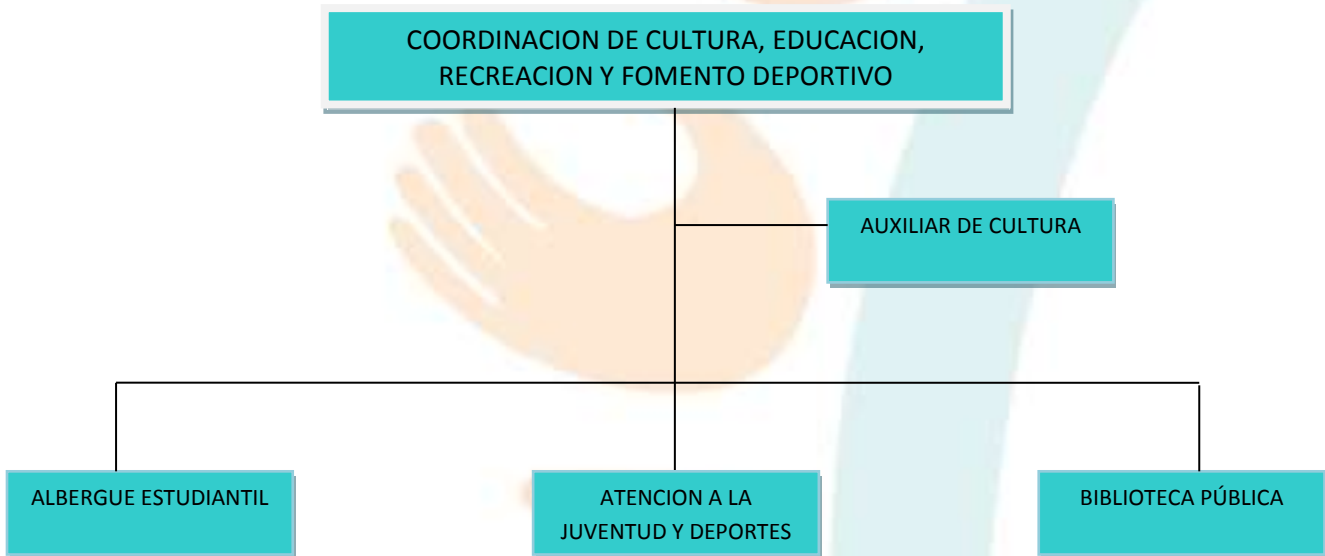 COORDINACION DE CULTURA, EDUCACION,
RECREACION Y FOMENTO DEPORTIVO
AUXILIAR DE CULTURA
ALBERGUE ESTUDIANTIL
ATENCION A LA
JUVENTUD Y DEPORTES
BIBLIOTECA PÚBLICA